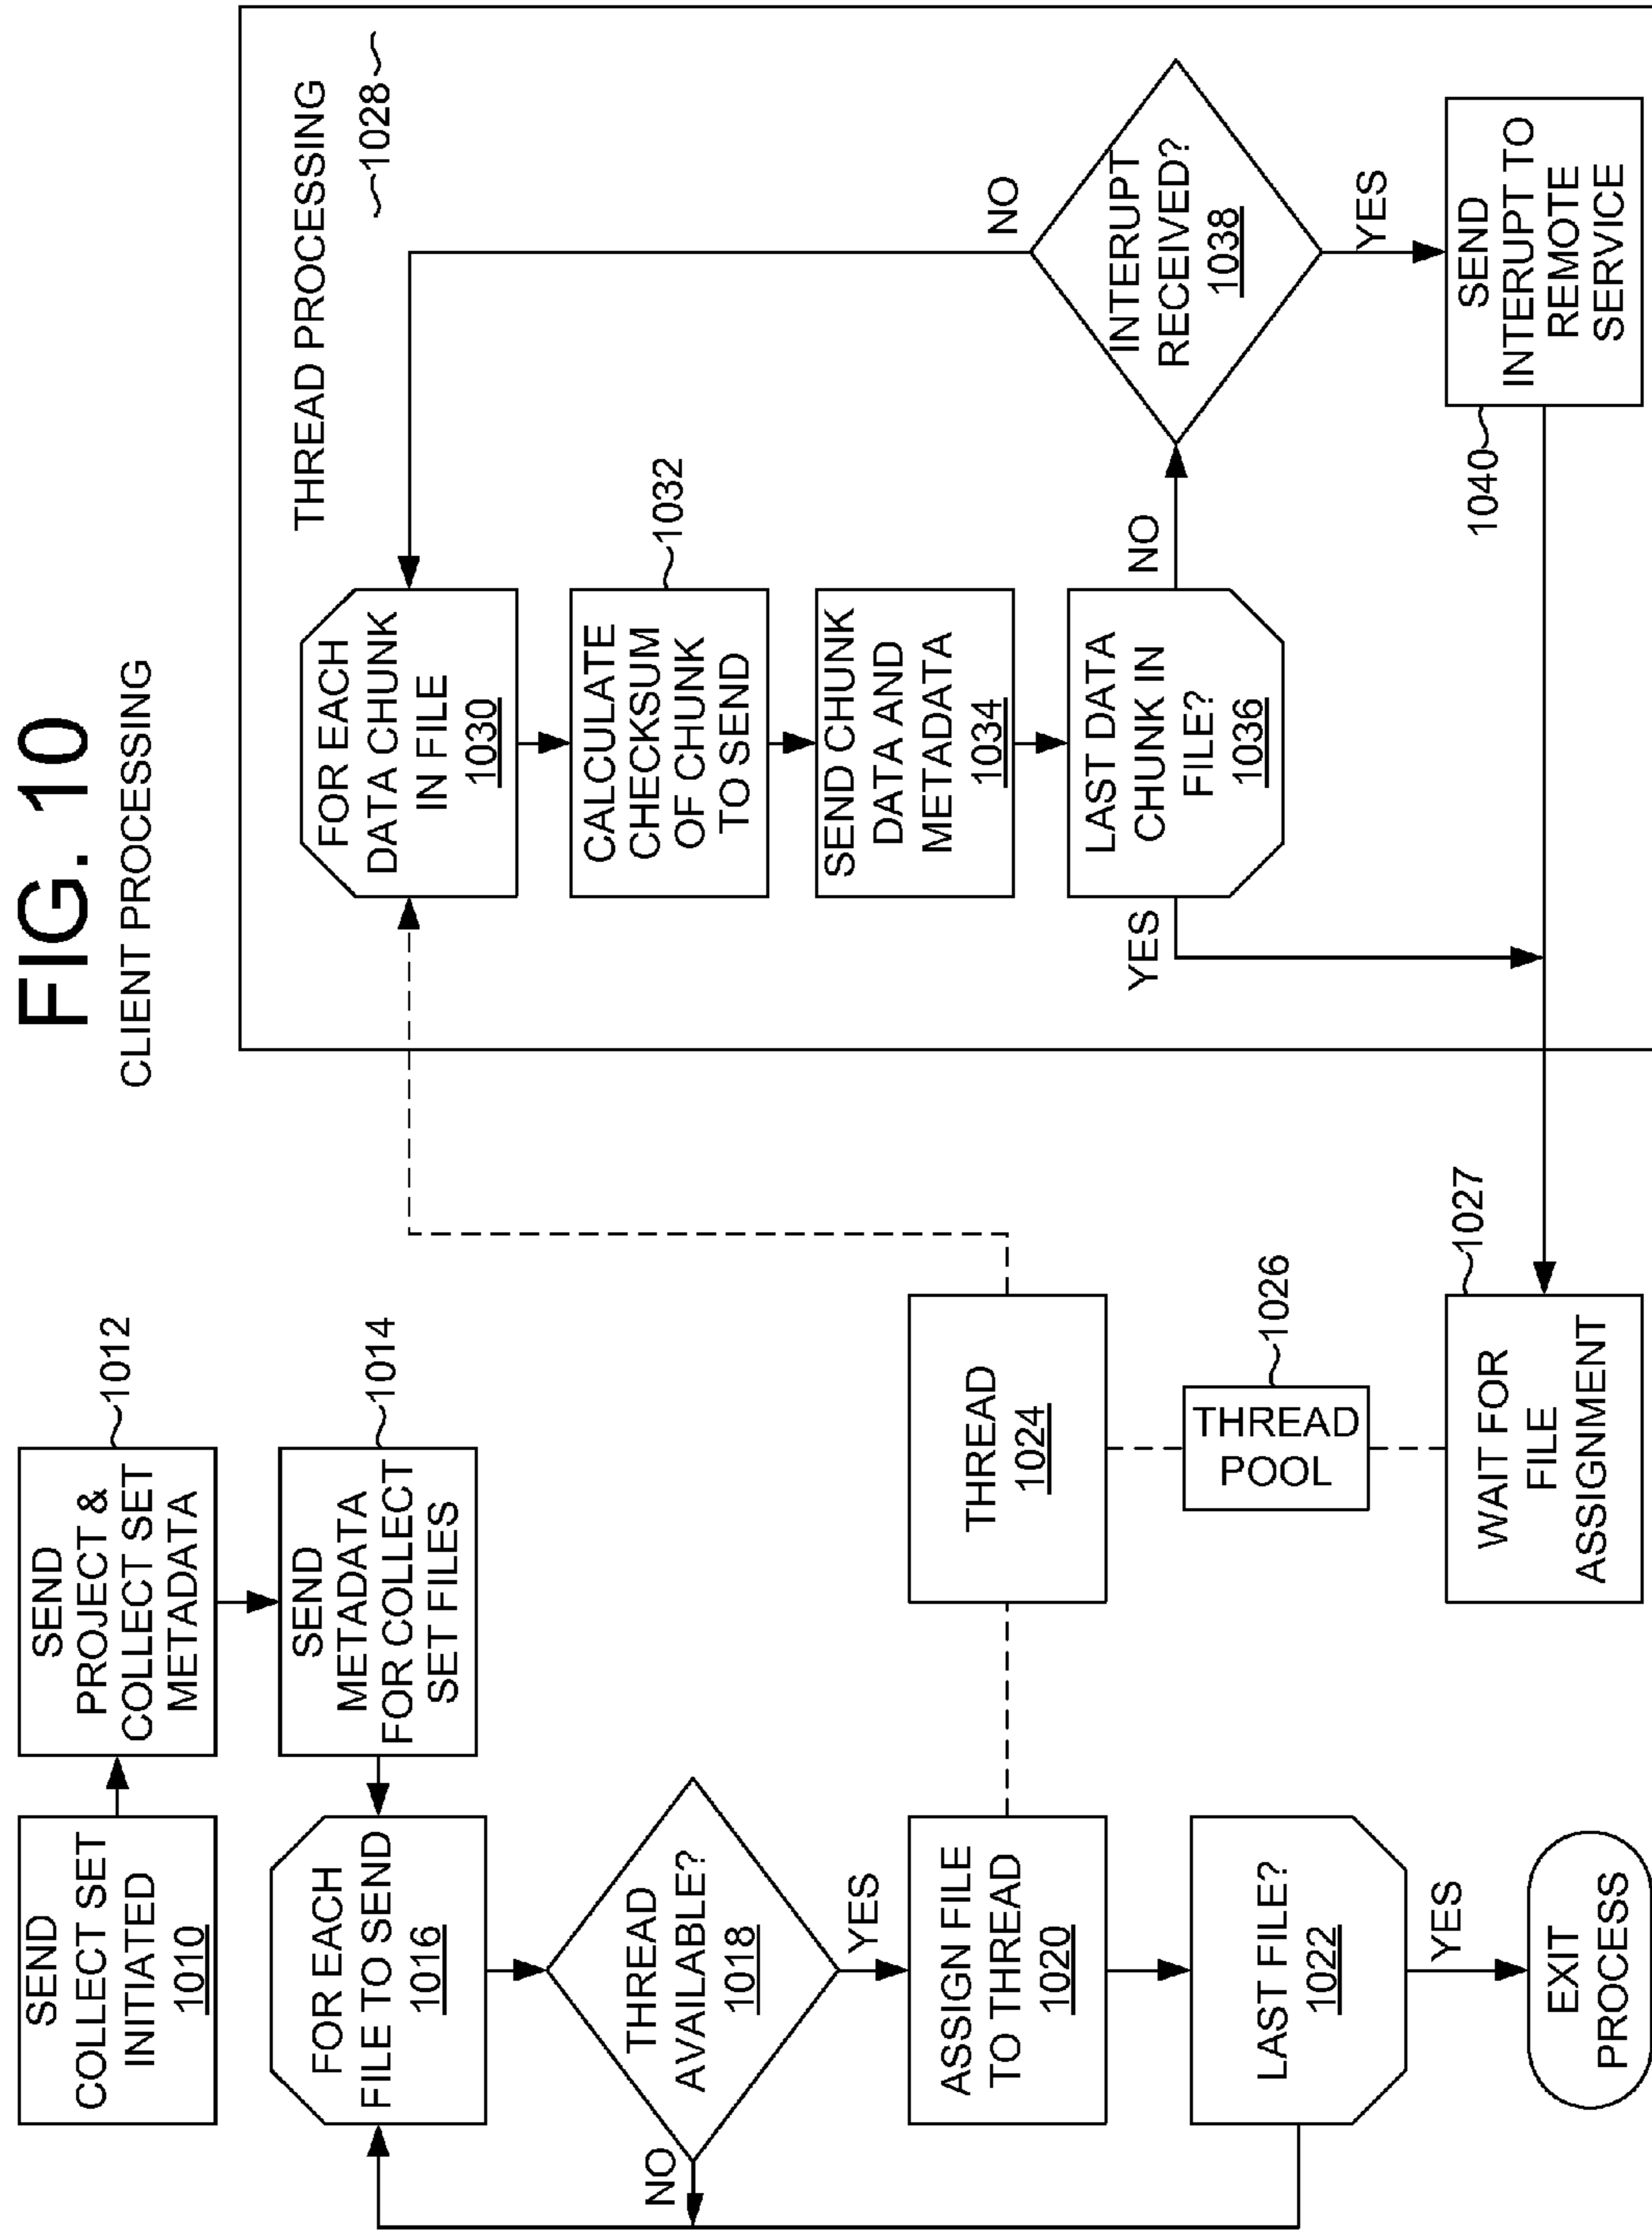 FIG. 10
CLIENT PROCESSING
SEND
COLLECT SET
INITIATED
1010
SEND
PROJECT &
COLLECT SET
METADATA
1012
SEND
METADATA
FOR COLLECT
SET FILES
1014
FOR EACH
FILE TO SEND
1016
THREAD
AVAILABLE?
1018
NO
YES
ASSIGN FILE
TO THREAD
1020
LAST FILE?
1022
YES
EXIT
PROCESS
THREAD
1024
THREAD
POOL
1026
WAIT FOR
FILE
ASSIGNMENT
1027
THREAD PROCESSING
1028
FOR EACH
DATA CHUNK
IN FILE
1030
CALCULATE
CHECKSUM
OF CHUNK
TO SEND
1032
SEND CHUNK
DATA AND
METADATA
1034
LAST DATA
CHUNK IN
FILE?
1036
YES
NO
INTERUPT
RECEIVED?
1038
NO
YES
SEND
INTERUPT TO
REMOTE
SERVICE
1040